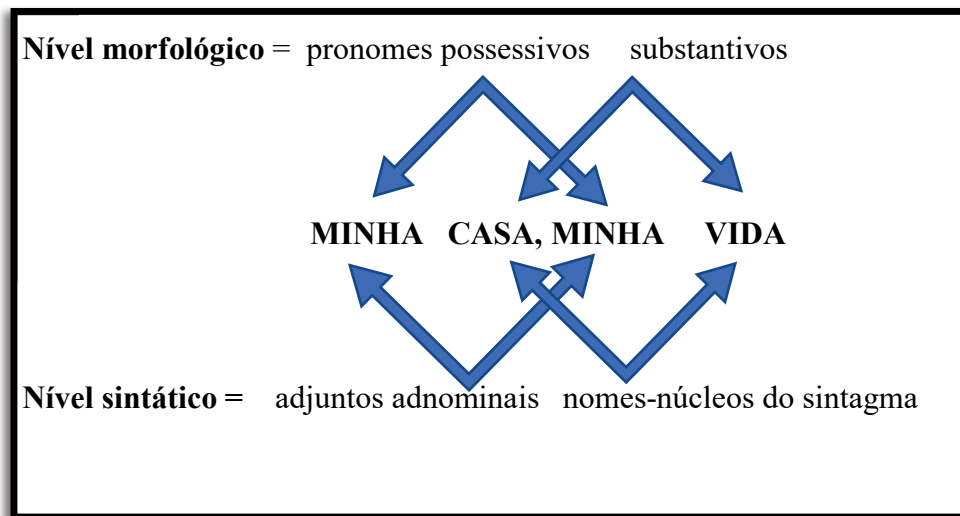 Nível morfológico = pronomes possessivos substantivos
MINHA CASA, MINHA VIDA
Nível sintático = adjuntos adnominais nomes-núcleos do sintagma